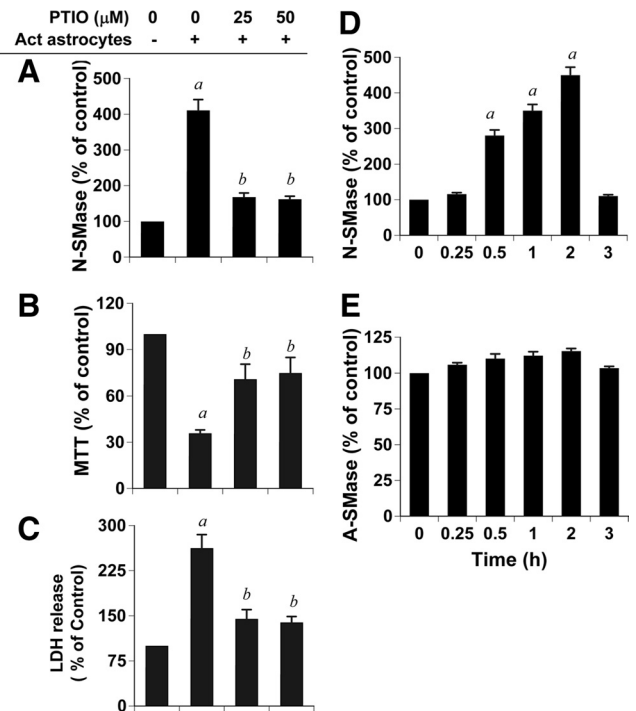 PTIO (μM) 0 0 25 50
Act astrocytes - + + +
A
N-SMase (% of control)
500
400
300
200
100
0
a
b
b
B
MTT (% of control)
120
90
60
30
0
a
b
b
C
LDH release
( % of Control)
300
225
150
75
0
a
b
b
D
N-SMase (% of control)
500
400
300
200
100
0
a
a
a
0 0.25 0.5 1 2 3
E
A-SMase (% of control)
125
100
75
50
25
0
0 0.25 0.5 1 2 3
Time (h)